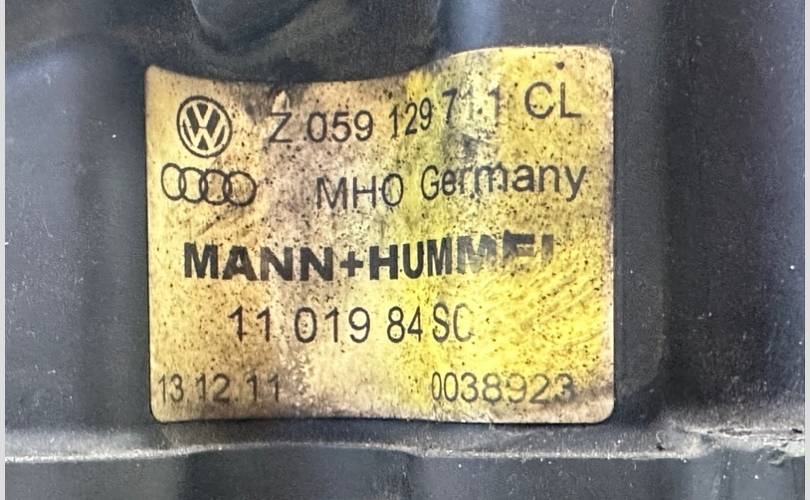 Z 059 129 711 CL
MHO Germany
MANN+HUMMEL
11 019 84 SC
13 12 11
0038923